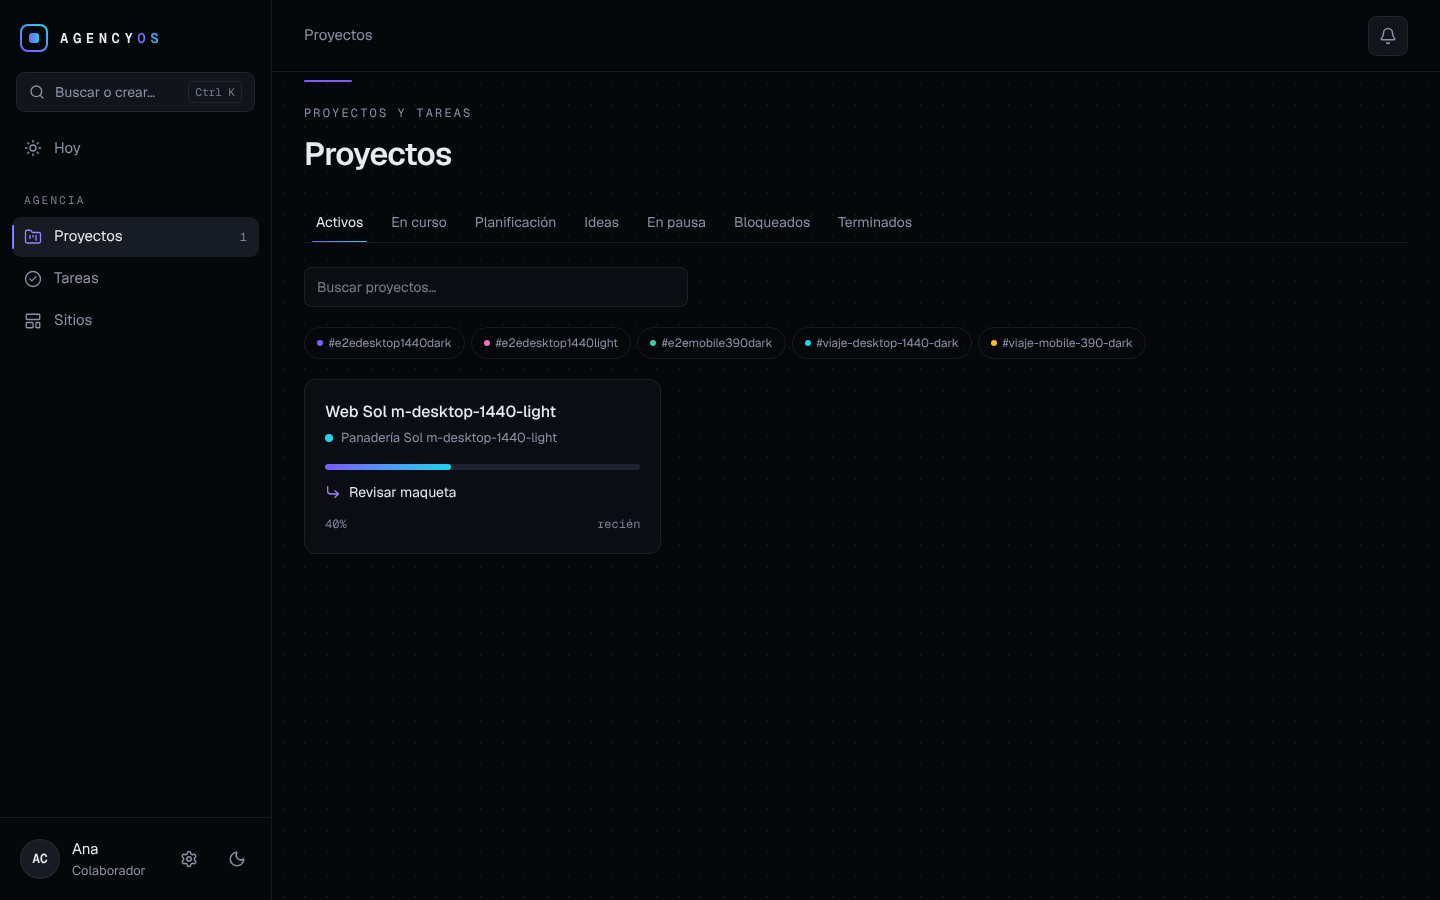 AGENCYOS
Buscar o crear... Ctrl K
Hoy
AGENCIA
Proyectos 1
Tareas
Sitios
AC
Ana
Colaborador
Proyectos
PROYECTOS Y TAREAS
Proyectos
Activos En curso Planificación Ideas En pausa Bloqueados Terminados
Buscar proyectos...
#e2edesktop1440dark #e2edesktop1440light #e2emobile390dark #viaje-desktop-1440-dark #viaje-mobile-390-dark
Web Sol m-desktop-1440-light
Panadería Sol m-desktop-1440-light
Revisar maqueta
40% recién